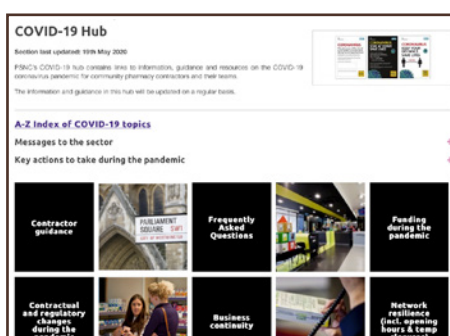 COVID-19 Hub
Section last updated: 19th May 2020
PSNC's COVID-19 hub contains links to information, guidance and resources on the COVID-19
coronavirus pandemic for community pharmacy contractors and their teams.
The information and guidance in this hub will be updated on a regular basis.
A-Z Index of COVID-19 topics
Messages to the sector
Key actions to take during the pandemic
Contractor
guidance
PARLIAMENT
SQUARE SW1
Frequently
Asked
Questions
Funding
during the
pandemic
Contractual
and regulatory
changes
during the
pandemic
Business
continuity
Network
resilience
(incl. opening
hours & temp